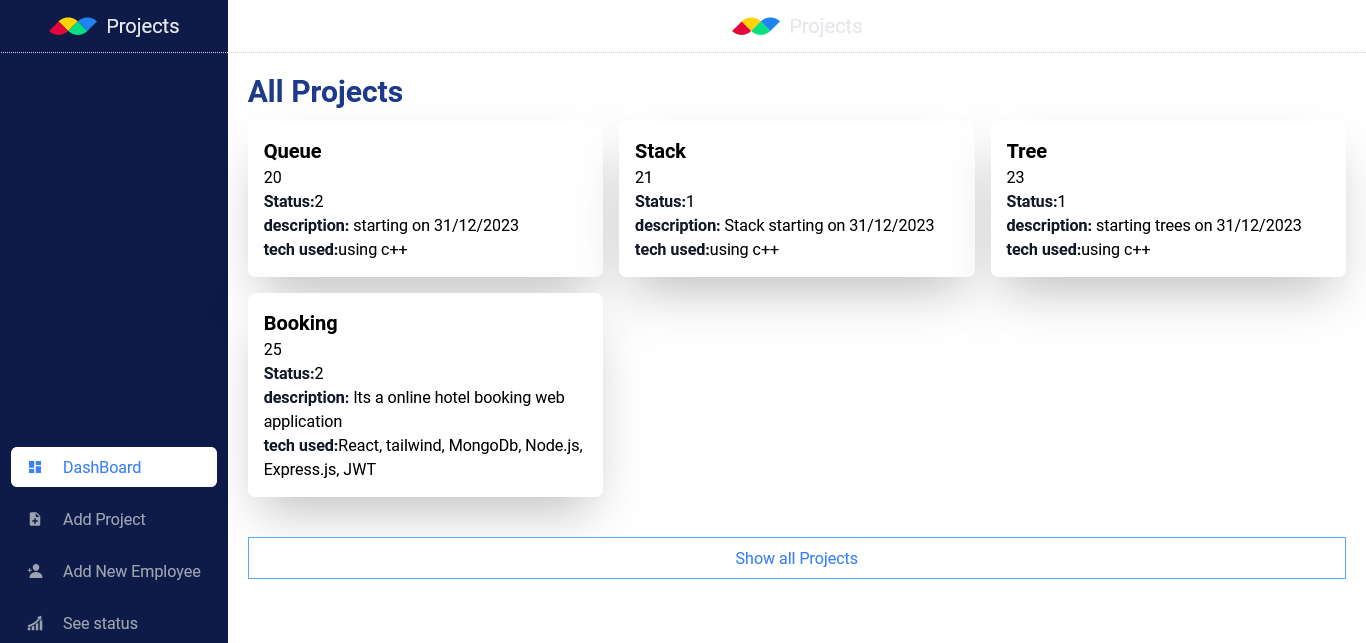 Projects
Projects
All Projects
Queue
20
Status:2
description: starting on 31/12/2023
tech used:using c++
Stack
21
Status:1
description: Stack starting on 31/12/2023
tech used:using c++
Tree
23
Status:1
description: starting trees on 31/12/2023
tech used:using c++
Booking
25
Status:2
description: Its a online hotel booking web
application
tech used:React, tailwind, MongoDb, Node.js,
Express.js, JWT
Show all Projects
DashBoard
Add Project
Add New Employee
See status